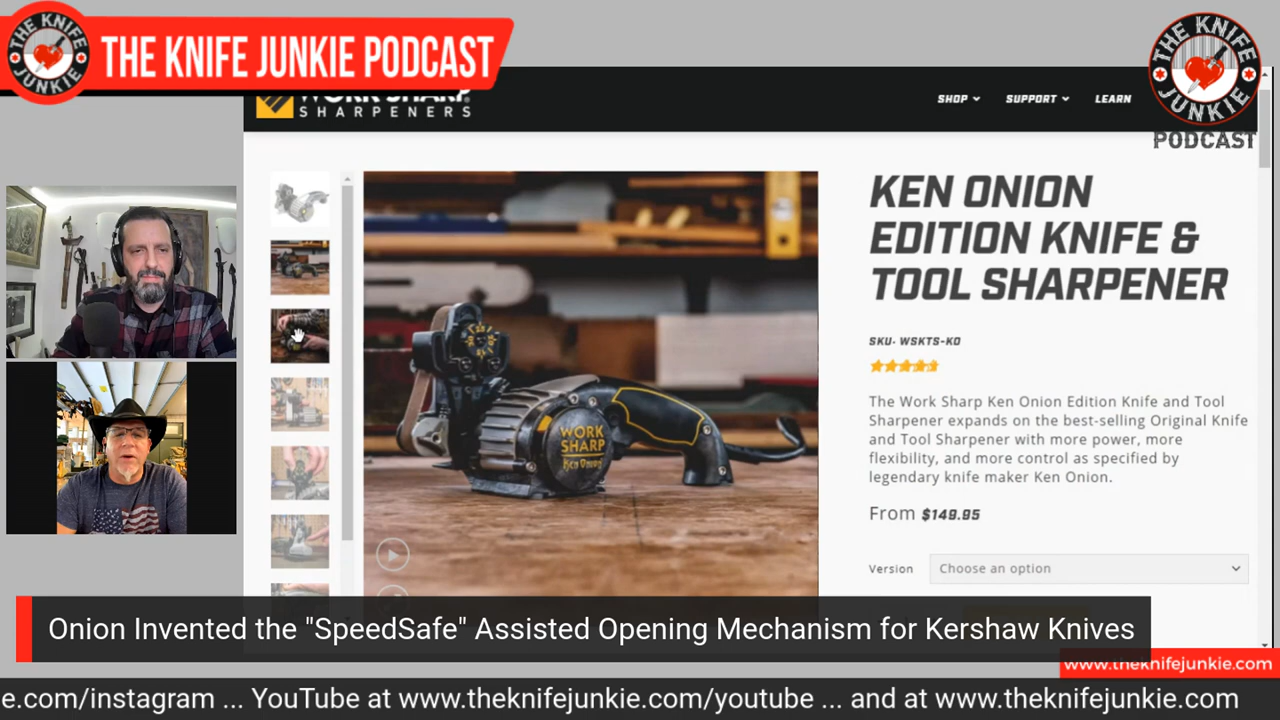 THE KNIFE JUNKIE
THE KNIFE JUNKIE PODCAST
THE KNIFE
JUNKIE
PODCAST
WORK SHARP
SHARPENERS
SHOP
SUPPORT
LEARN
KEN ONION
EDITION KNIFE &
TOOL SHARPENER
SKU- WSKTS-KO
The Work Sharp Ken Onion Edition Knife and Tool
Sharpener expands on the best-selling Original Knife
and Tool Sharpener with more power, more
flexibility, and more control as specified by
legendary knife maker Ken Onion.
From $149.95
Version
Choose an option
WORK
SHARP
Ken Onion
Onion Invented the "SpeedSafe" Assisted Opening Mechanism for Kershaw Knives
www.theknifejunkie.com
e.com/instagram ... YouTube at www.theknifejunkie.com/youtube ... and at www.theknifejunkie.com